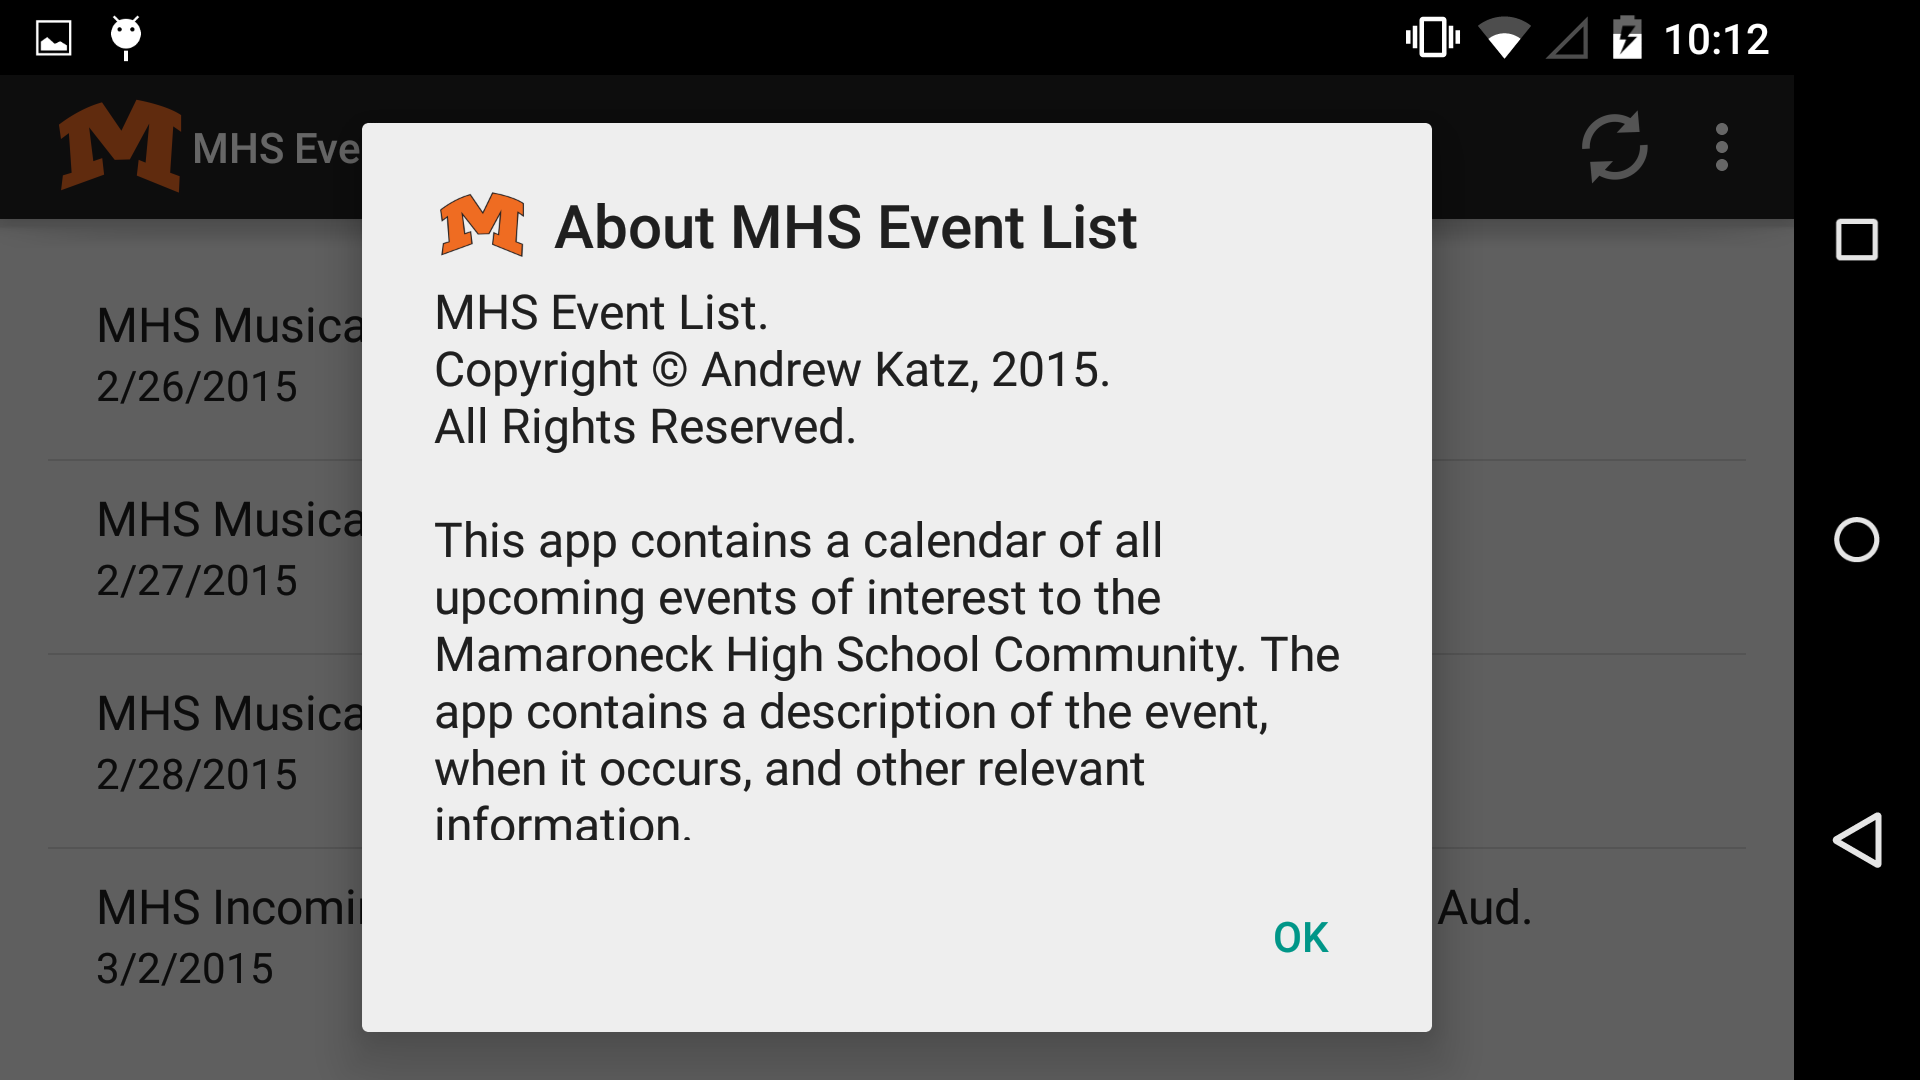 10:12
MHS Eve
About MHS Event List
MHS Event List.
Copyright © Andrew Katz, 2015.
All Rights Reserved.
This app contains a calendar of all
upcoming events of interest to the
Mamaroneck High School Community. The
app contains a description of the event,
when it occurs, and other relevant
information.
OK
MHS Musica
2/26/2015
MHS Musica
2/27/2015
MHS Musica
2/28/2015
MHS Incomi Aud.
3/2/2015